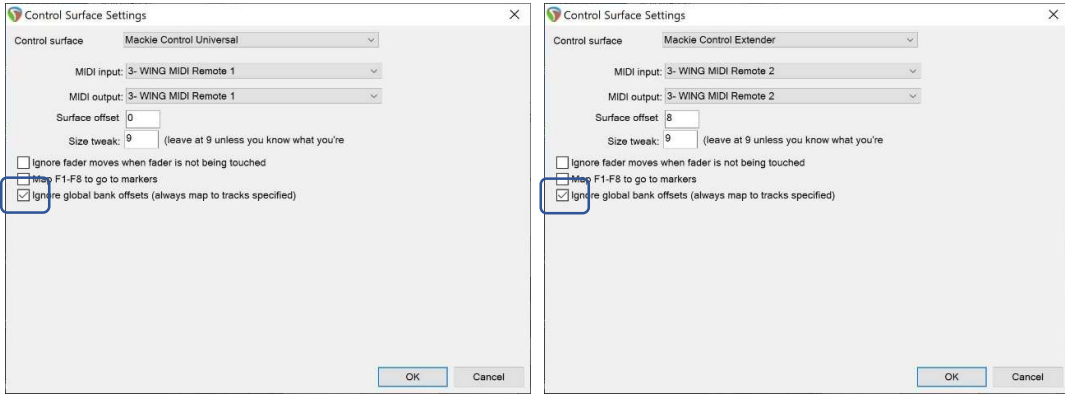 Control Surface Settings
Control surface Mackie Control Universal
MIDI input: 3- WING MIDI Remote 1
MIDI output: 3- WING MIDI Remote 1
Surface offset 0
Size tweak: 9 (leave at 9 unless you know what you're
Ignore fader moves when fader is not being touched
Map F1-F8 to go to markers
Ignore global bank offsets (always map to tracks specified)
OK Cancel
Control Surface Settings
Control surface Mackie Control Extender
MIDI input: 3- WING MIDI Remote 2
MIDI output: 3- WING MIDI Remote 2
Surface offset 8
Size tweak: 9 (leave at 9 unless you know what you're
Ignore fader moves when fader is not being touched
Map F1-F8 to go to markers
Ignore global bank offsets (always map to tracks specified)
OK Cancel